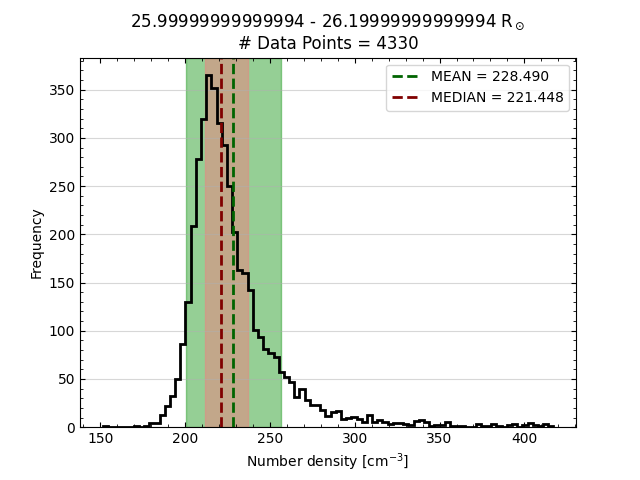 25.99999999999994 - 26.19999999999994 R⊙
# Data Points = 4330
MEAN = 228.490
MEDIAN = 221.448
Frequency
350
300
250
200
150
100
50
0
150 200 250 300 350 400
Number density [cm⁻³]